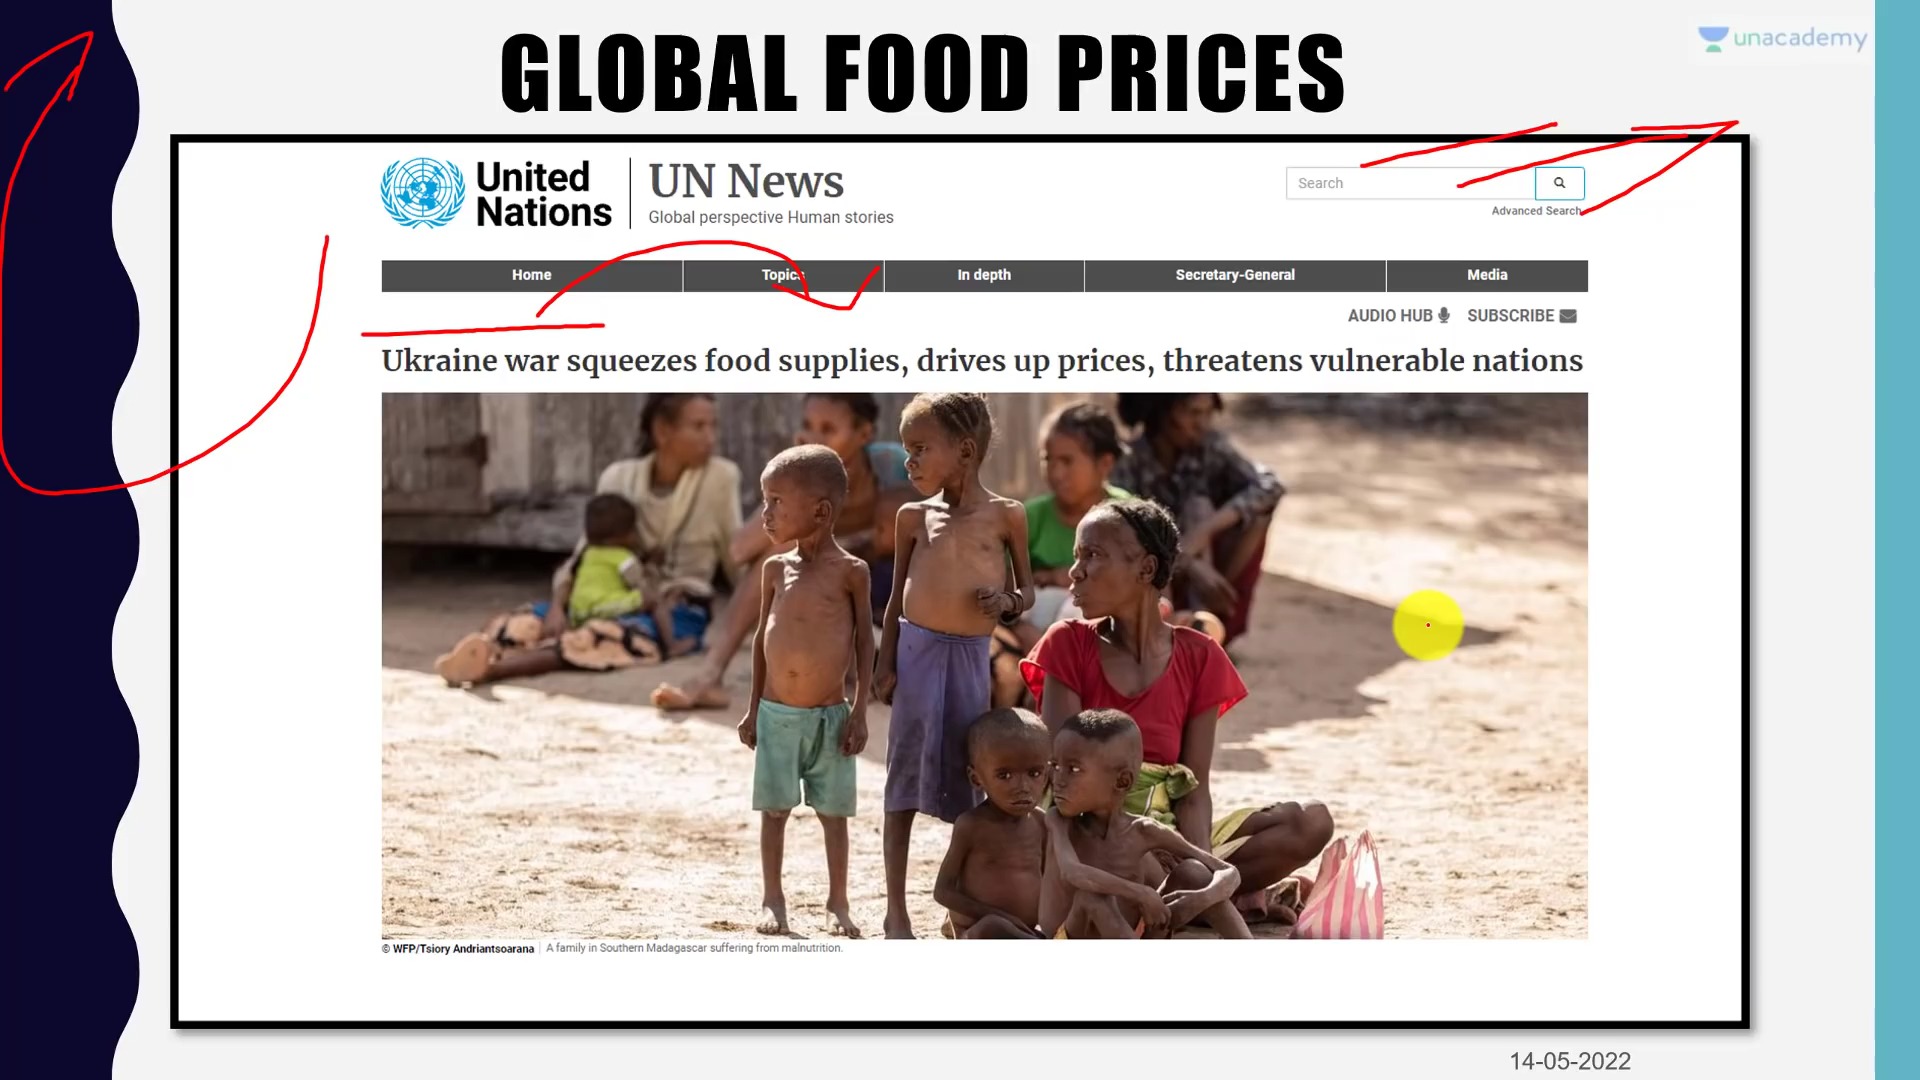 GLOBAL FOOD PRICES
unacademy
United
Nations
UN News
Global perspective Human stories
Search
Advanced Search
Home
Topics
In depth
Secretary-General
Media
AUDIO HUB
SUBSCRIBE
Ukraine war squeezes food supplies, drives up prices, threatens vulnerable nations
© WFP/Tsiory Andriantsoarana | A family in Southern Madagascar suffering from malnutrition.
14-05-2022